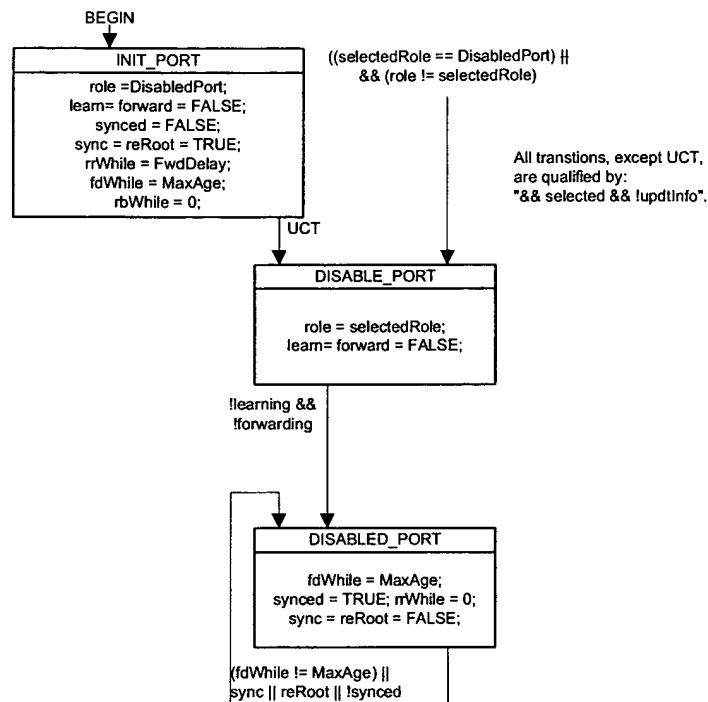 BEGIN
INIT_PORT
role =DisabledPort;
learn= forward = FALSE;
synced = FALSE;
sync = reRoot = TRUE;
rrWhile = FwdDelay;
fdWhile = MaxAge;
rbWhile = 0;
((selectedRole == DisabledPort) ||
&& (role != selectedRole)
All transtions, except UCT,
are qualified by:
"&& selected && !updtInfo".
UCT
DISABLE_PORT
role = selectedRole;
learn= forward = FALSE;
!learning &&
!forwarding
DISABLED_PORT
fdWhile = MaxAge;
synced = TRUE; rrWhile = 0;
sync = reRoot = FALSE;
(fdWhile != MaxAge) ||
sync || reRoot || !synced